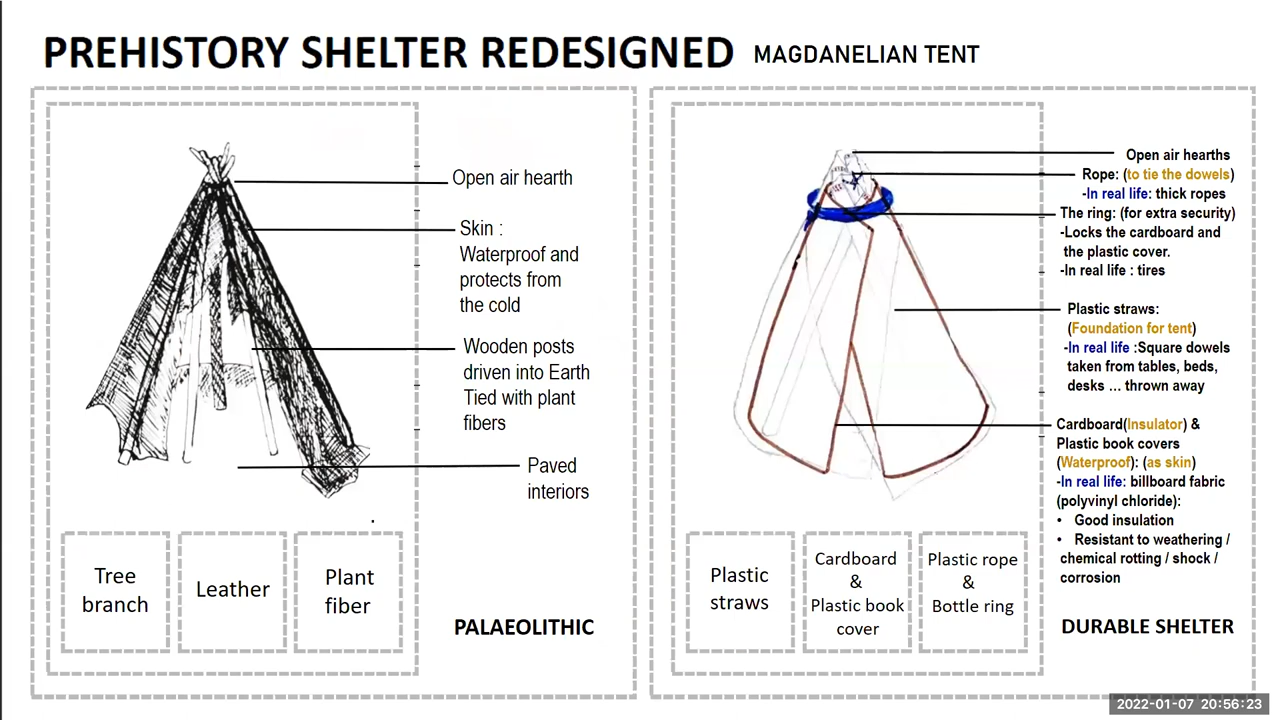 PREHISTORY SHELTER REDESIGNED MAGDANELIAN TENT
Open air hearth
Skin :
Waterproof and
protects from
the cold
Wooden posts
driven into Earth
Tied with plant
fibers
Paved
interiors
Tree
branch
Leather
Plant
fiber
PALAEOLITHIC
Open air hearths
Rope: (to tie the dowels)
-In real life: thick ropes
The ring: (for extra security)
-Locks the cardboard and
the plastic cover.
-In real life : tires
Plastic straws:
(Foundation for tent)
-In real life :Square dowels
taken from tables, beds,
desks ... thrown away
Cardboard(Insulator) &
Plastic book covers
(Waterproof): (as skin)
-In real life: billboard fabric
(polyvinyl chloride):
• Good insulation
• Resistant to weathering /
chemical rotting / shock /
corrosion
Plastic
straws
Cardboard
&
Plastic book
cover
Plastic rope
&
Bottle ring
DURABLE SHELTER
2022-01-07 20:56:23